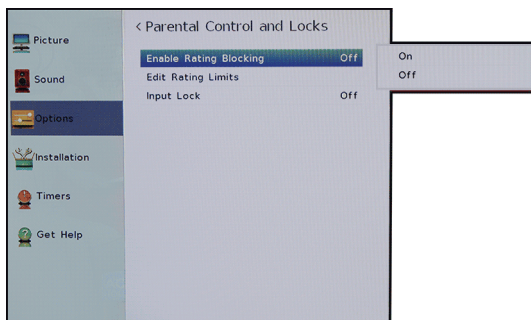 Picture
Sound
Options
Installation
Timers
Get Help
< Parental Control and Locks
Enable Rating Blocking Off
Edit Rating Limits
Input Lock Off
On
Off